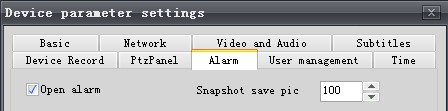 Device parameter settings
Basic Network Video and Audio Subtitles
Device Record PtzPanel Alarm User management Time
Open alarm Snapshot save pic 100